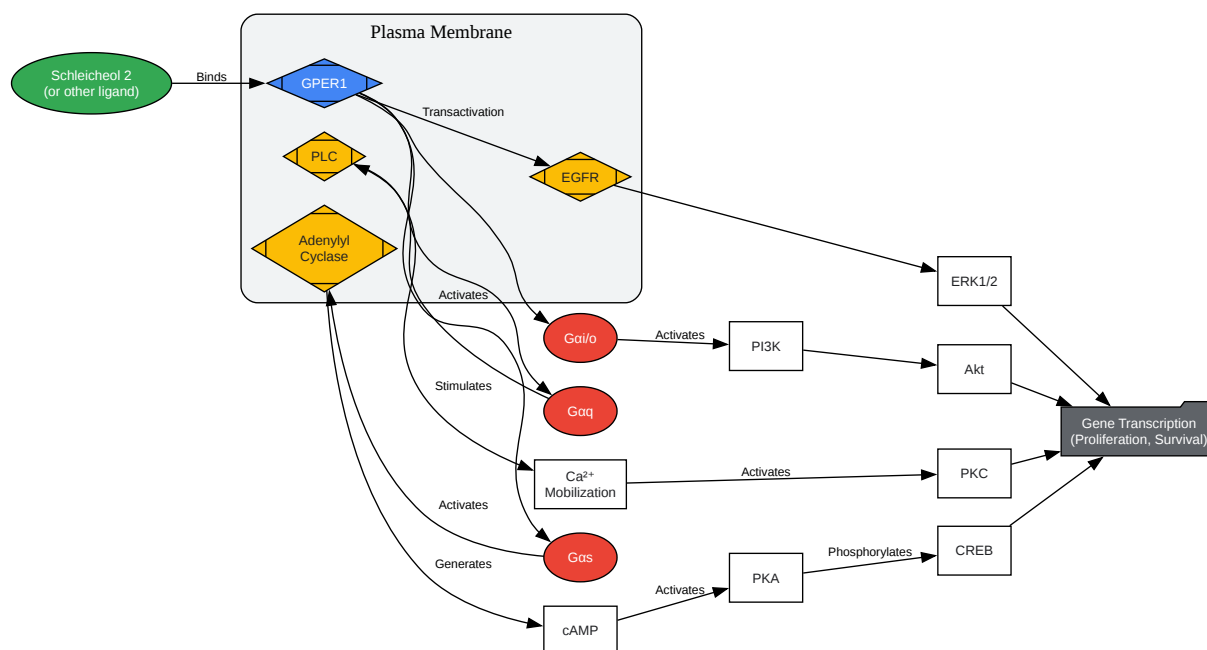 Plasma Membrane
Schleicheol 2
(or other ligand)
Binds
GPER1
Transactivation
PLC
EGFR
Adenylyl
Cyclase
ERK1/2
Activates
Gαi/o
Activates
PI3K
Akt
Stimulates
Gαq
Gene Transcription
(Proliferation, Survival)
Ca²⁺
Mobilization
Activates
PKC
Activates
Gαs
Generates
Phosphorylates
CREB
PKA
Activates
cAMP